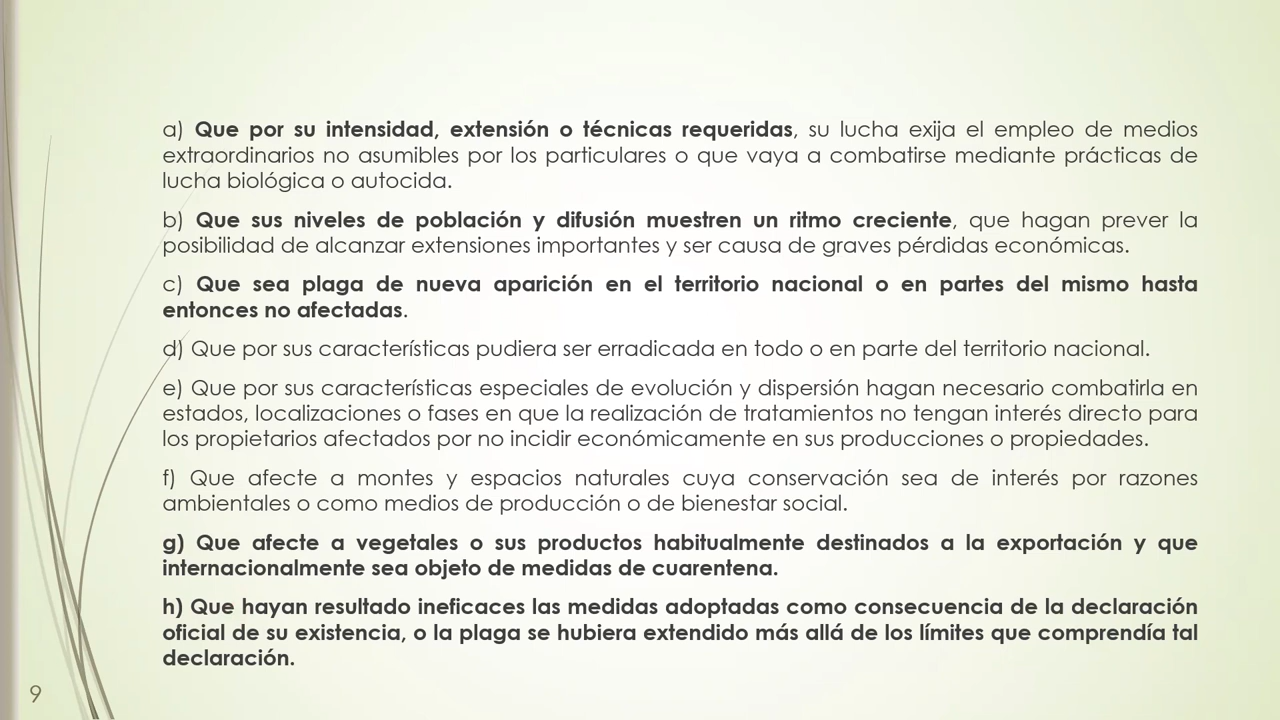 a) Que por su intensidad, extensión o técnicas requeridas, su lucha exija el empleo de medios
extraordinarios no asumibles por los particulares o que vaya a combatirse mediante prácticas de
lucha biológica o autocida.
b) Que sus niveles de población y difusión muestren un ritmo creciente, que hagan prever la
posibilidad de alcanzar extensiones importantes y ser causa de graves pérdidas económicas.
c) Que sea plaga de nueva aparición en el territorio nacional o en partes del mismo hasta
entonces no afectadas.
d) Que por sus características pudiera ser erradicada en todo o en parte del territorio nacional.
e) Que por sus características especiales de evolución y dispersión hagan necesario combatirla en
estados, localizaciones o fases en que la realización de tratamientos no tengan interés directo para
los propietarios afectados por no incidir económicamente en sus producciones o propiedades.
f) Que afecte a montes y espacios naturales cuya conservación sea de interés por razones
ambientales o como medios de producción o de bienestar social.
g) Que afecte a vegetales o sus productos habitualmente destinados a la exportación y que
internacionalmente sea objeto de medidas de cuarentena.
h) Que hayan resultado ineficaces las medidas adoptadas como consecuencia de la declaración
oficial de su existencia, o la plaga se hubiera extendido más allá de los límites que comprendía tal
declaración.
9